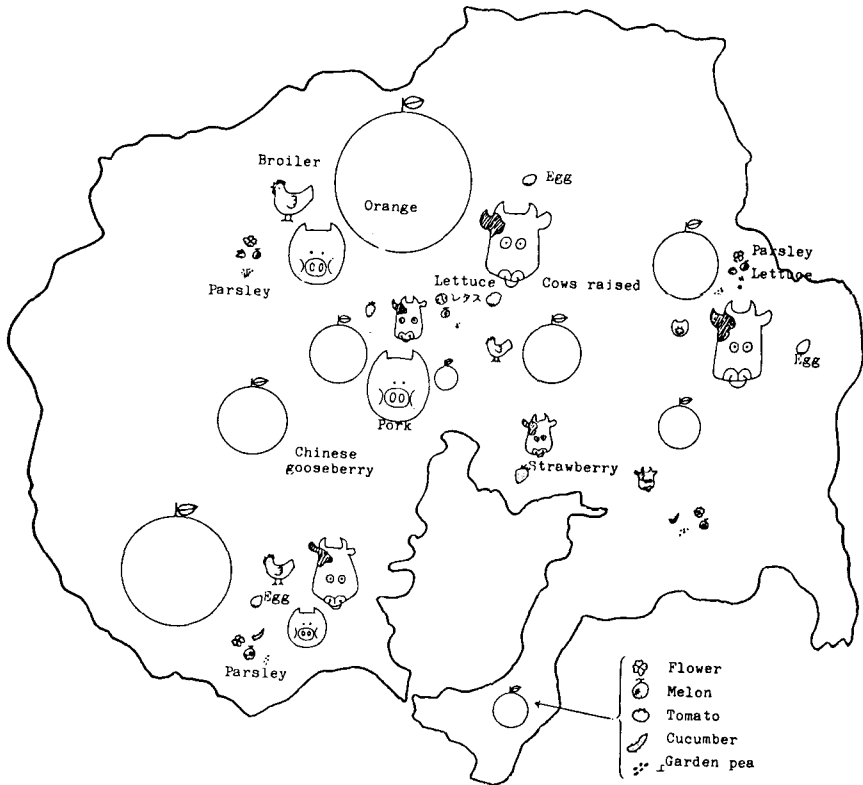 Broiler
Egg
Orange
Parsley
Lettuce
Parsley
Lettuce
レタス
Cows raised
Egg
Pork
Chinese
gooseberry
Strawberry
Egg
Parsley
Flower
Melon
Tomato
Cucumber
Garden pea